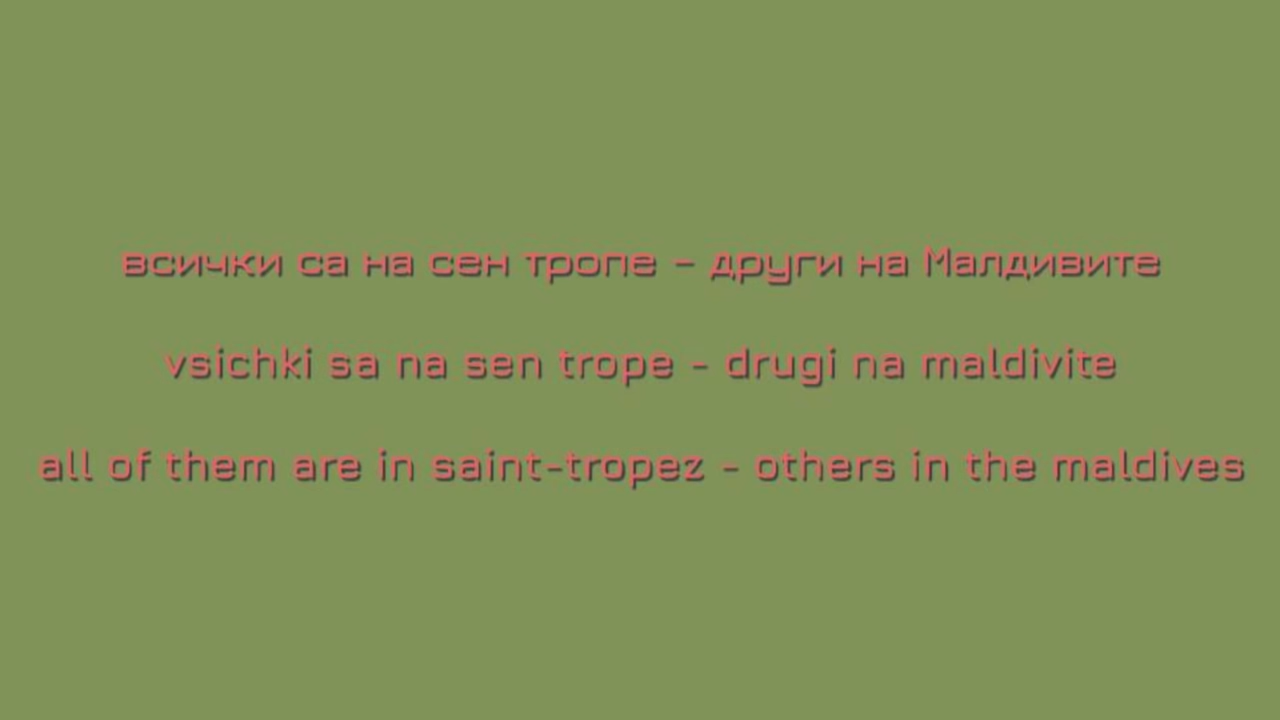 всички са на сен тропе - други на Малдивите
vsichki sa na sen trope - drugi na maldivite
all of them are in saint-tropez - others in the maldives